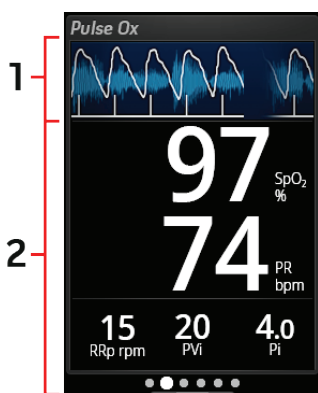 Pulse Ox
1
97
SpO₂
%
2
74
PR
bpm
15 20 4.0
RRp rpm PVi Pi